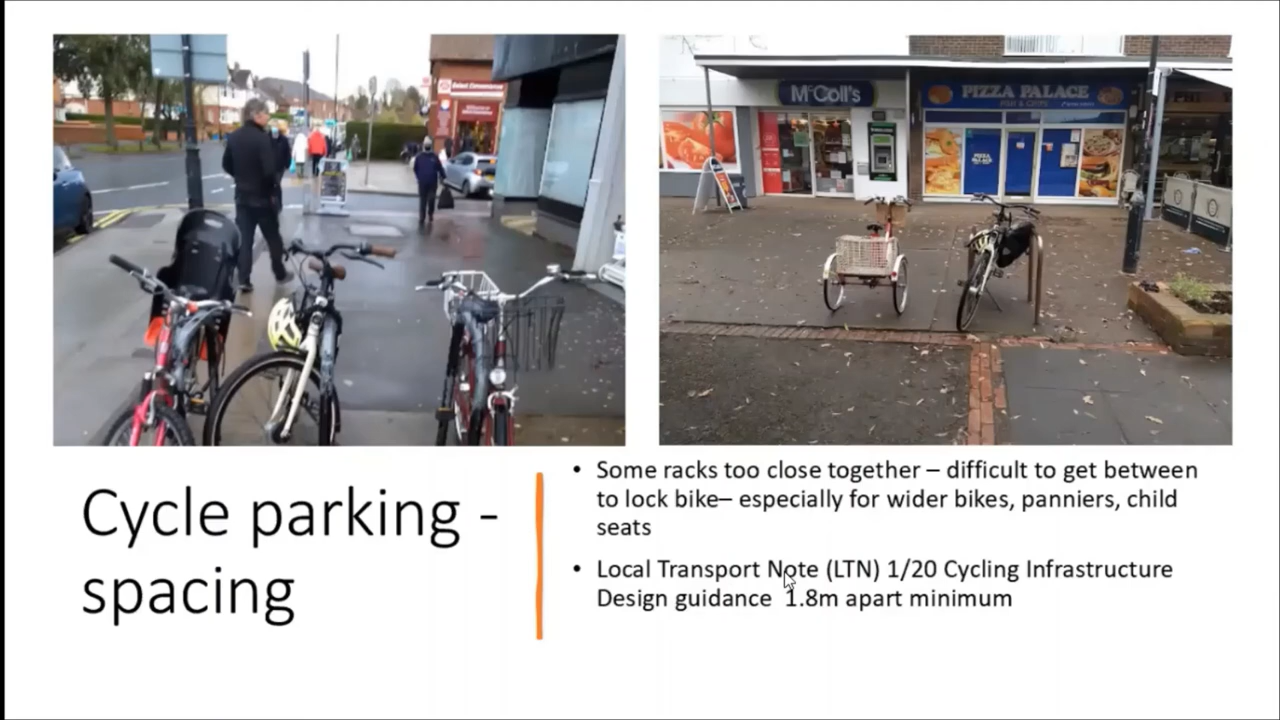 McColl's
PIZZA PALACE
PIZZA
PALACE
Cycle parking -
spacing
• Some racks too close together – difficult to get between
to lock bike– especially for wider bikes, panniers, child
seats
• Local Transport Note (LTN) 1/20 Cycling Infrastructure
Design guidance 1.8m apart minimum